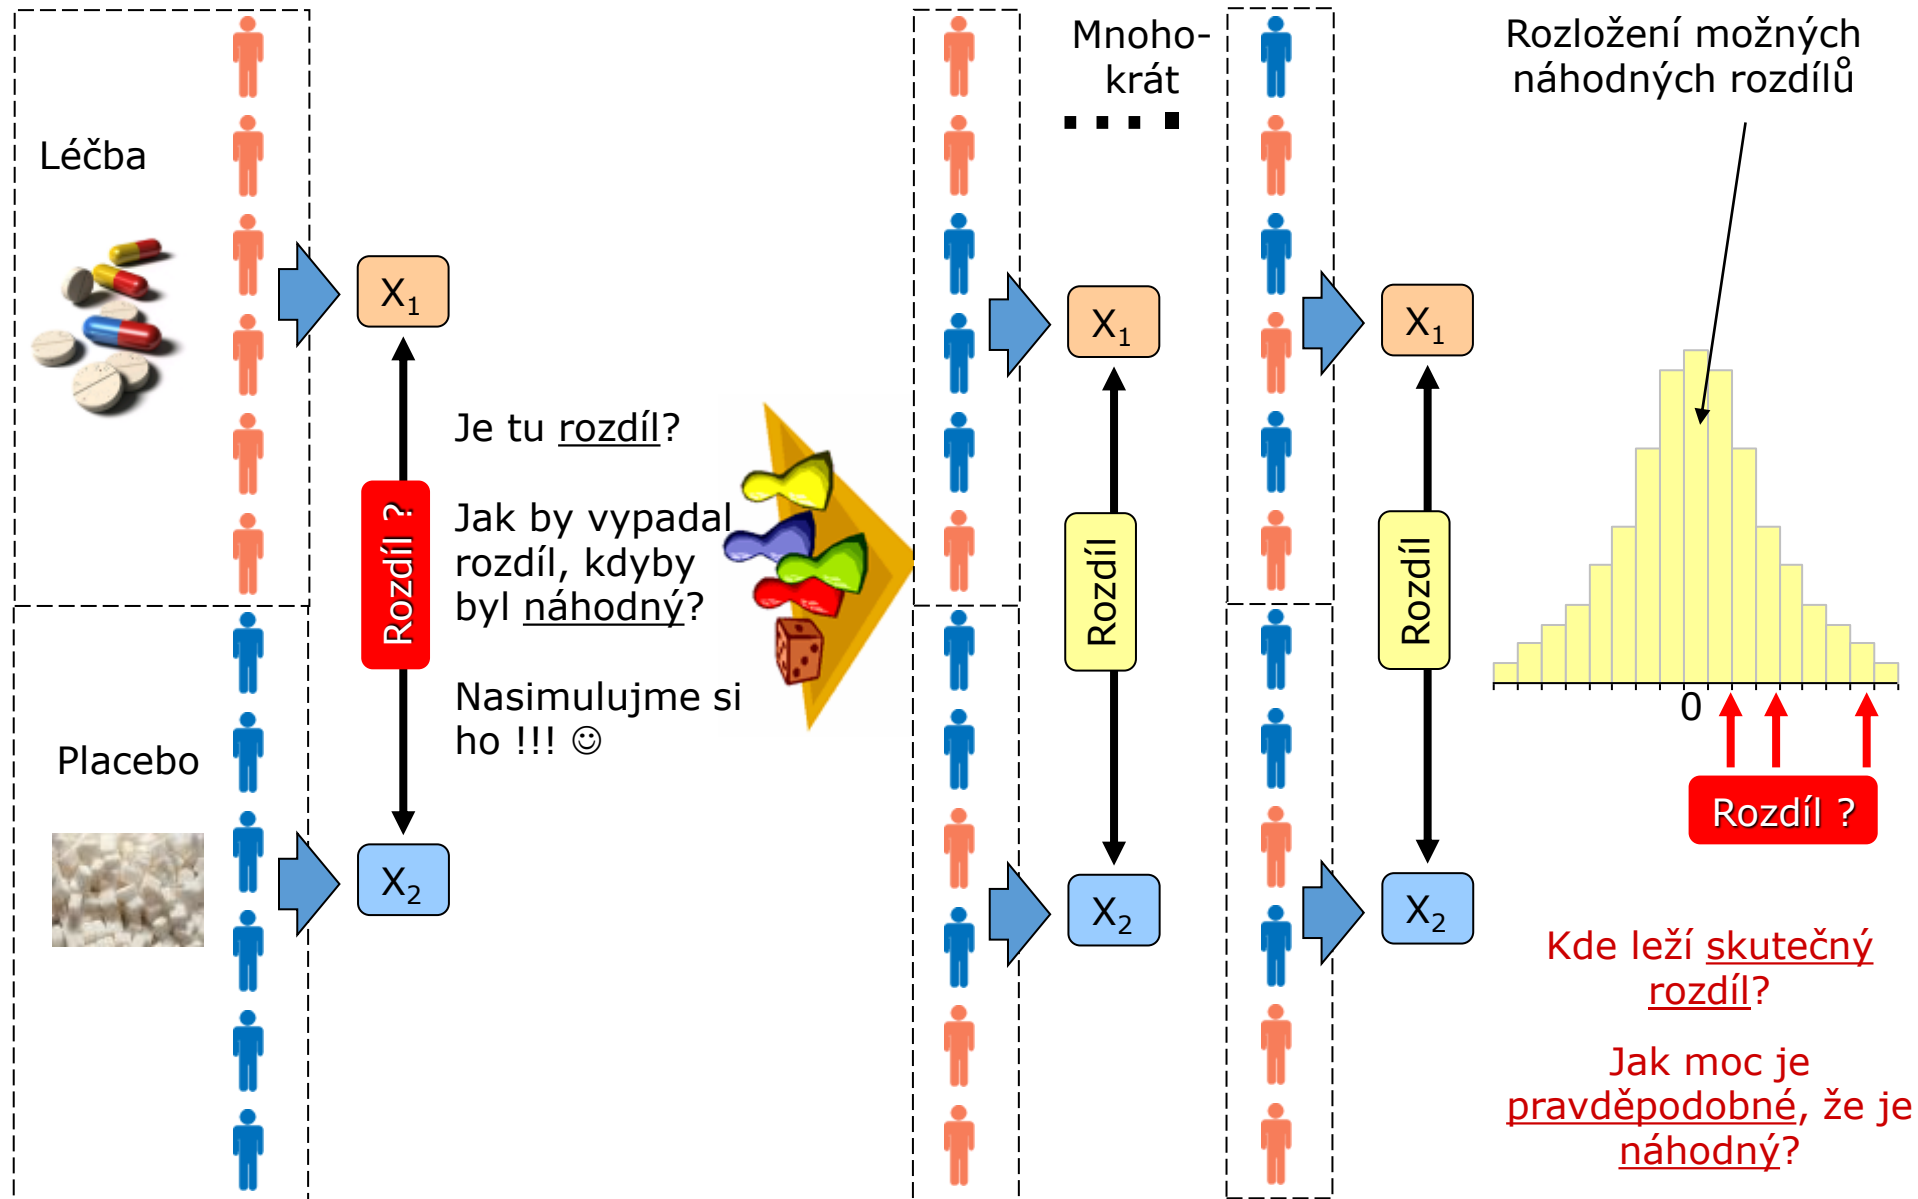 Léčba
X1
Rozdíl ?
X2
Placebo
Je tu rozdíl?
Jak by vypadal
rozdíl, kdyby
byl náhodný?
Nasimulujme si
ho !!! ☺
Mnoho-
krát
X1
Rozdíl
X2
X1
Rozdíl
X2
Rozložení možných
náhodných rozdílů
0
Rozdíl ?
Kde leží skutečný
rozdíl?
Jak moc je
pravděpodobné, že je
náhodný?